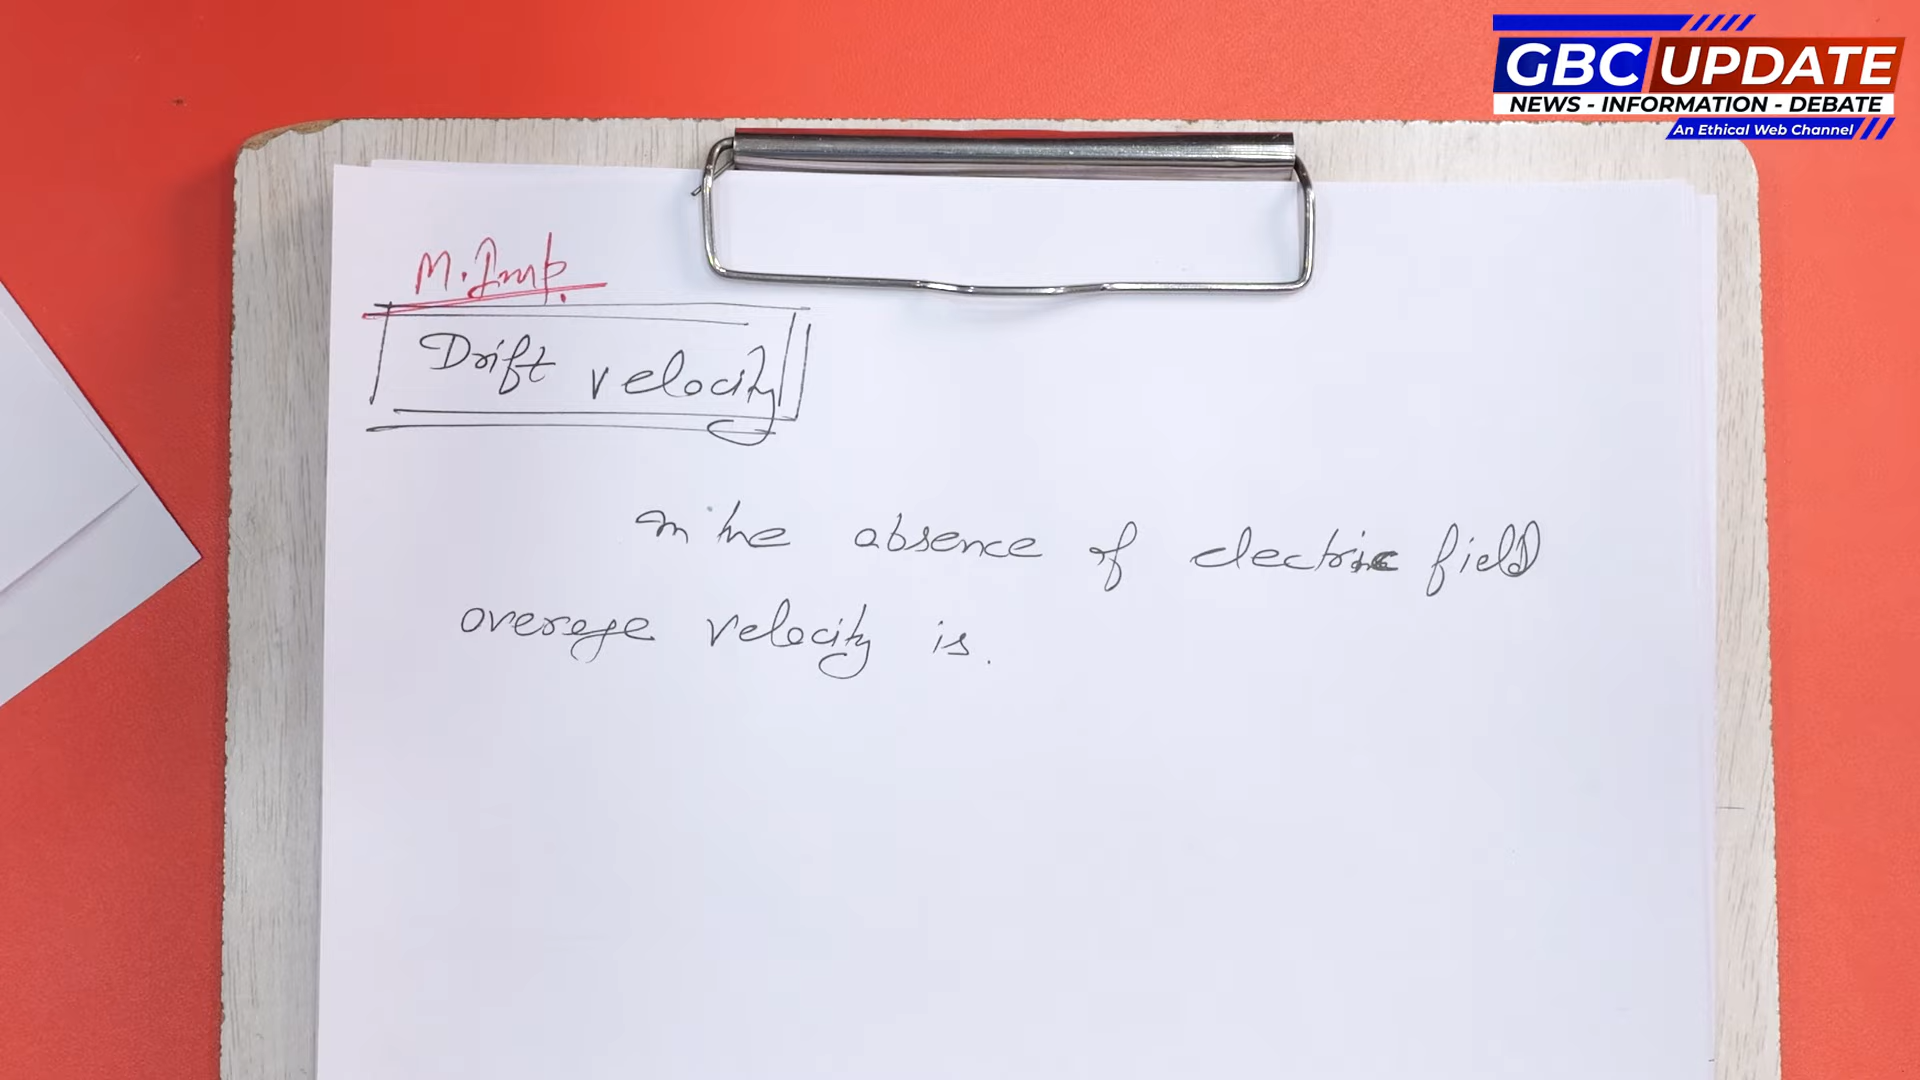 GBC UPDATE
NEWS - INFORMATION - DEBATE
An Ethical Web Channel
M. Imp.
Drift velocity
In the absence of electric field
average velocity is.